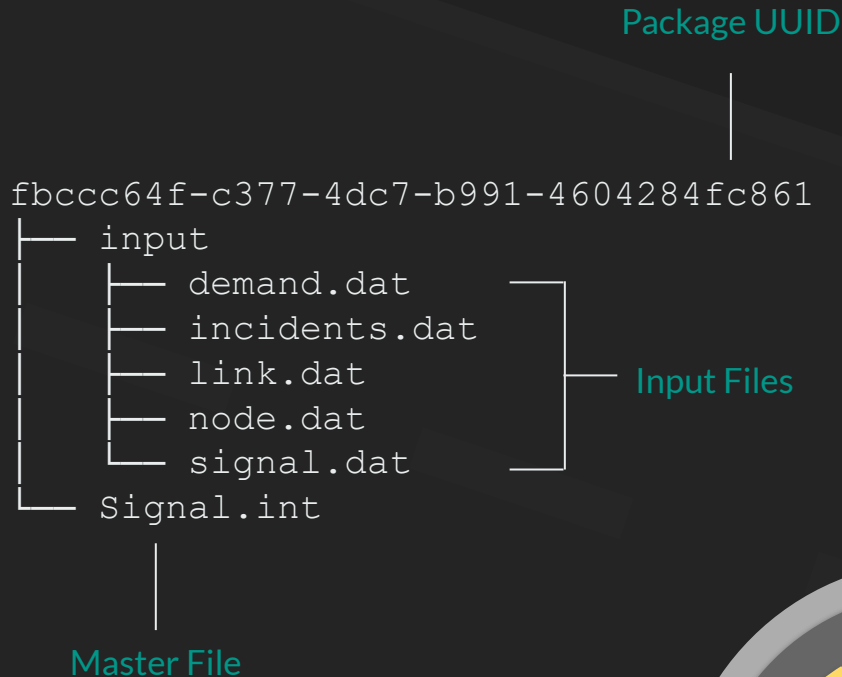 Package UUID
fbccc64f-c377-4dc7-b991-4604284fc861
├── input
│   ├── demand.dat
│   ├── incidents.dat
│   ├── link.dat
Input Files
│   ├── node.dat
│   └── signal.dat
└── Signal.int
Master File